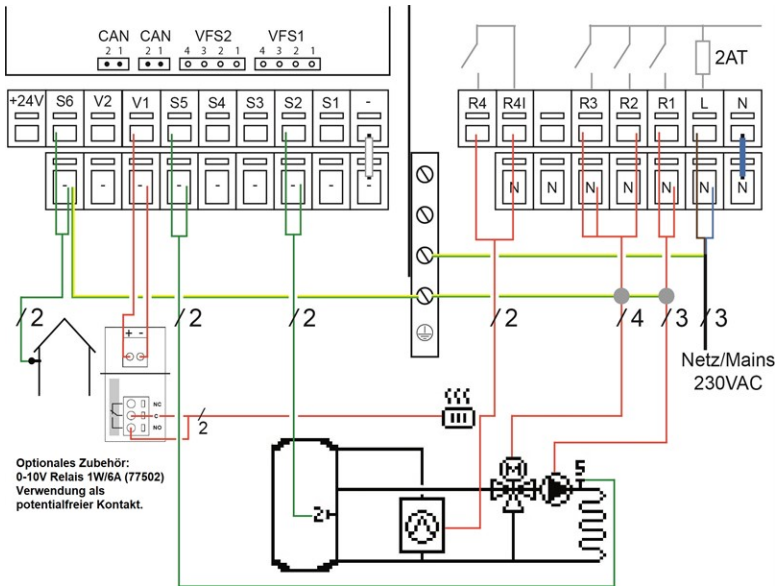 CAN CAN VFS2 VFS1
2 1 2 1 4 3 2 1 4 3 2 1
2AT
+24V S6 V2 V1 S5 S4 S3 S2 S1 -
R4 R4I R3 R2 R1 L N
- - - - - - - - -
N N N N N N N
2 2 2 2 4 3 3
+ -
Netz/Mains
230VAC
NC
C
NO
2
Optionales Zubehör:
0-10V Relais 1W/6A (77502)
Verwendung als
potentialfreier Kontakt.
M
5
2